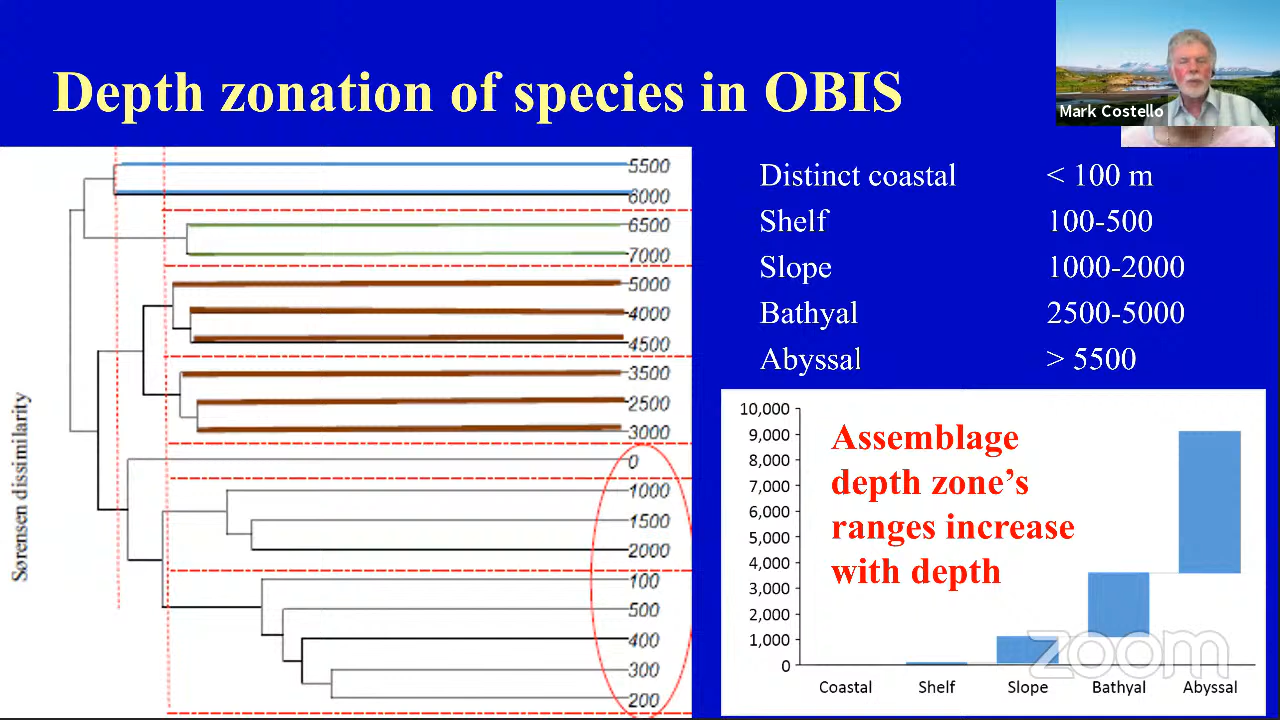 Depth zonation of species in OBIS
Mark Costello
Sørensen dissimilarity
5500
6000
6500
7000
5000
4000
4500
3500
2500
3000
0
1000
1500
2000
100
500
400
300
200
Distinct coastal < 100 m
Shelf 100-500
Slope 1000-2000
Bathyal 2500-5000
Abyssal > 5500
10,000
9,000
8,000
7,000
6,000
5,000
4,000
3,000
2,000
1,000
0
Assemblage
depth zone’s
ranges increase
with depth
Coastal Shelf Slope Bathyal Abyssal
zoom